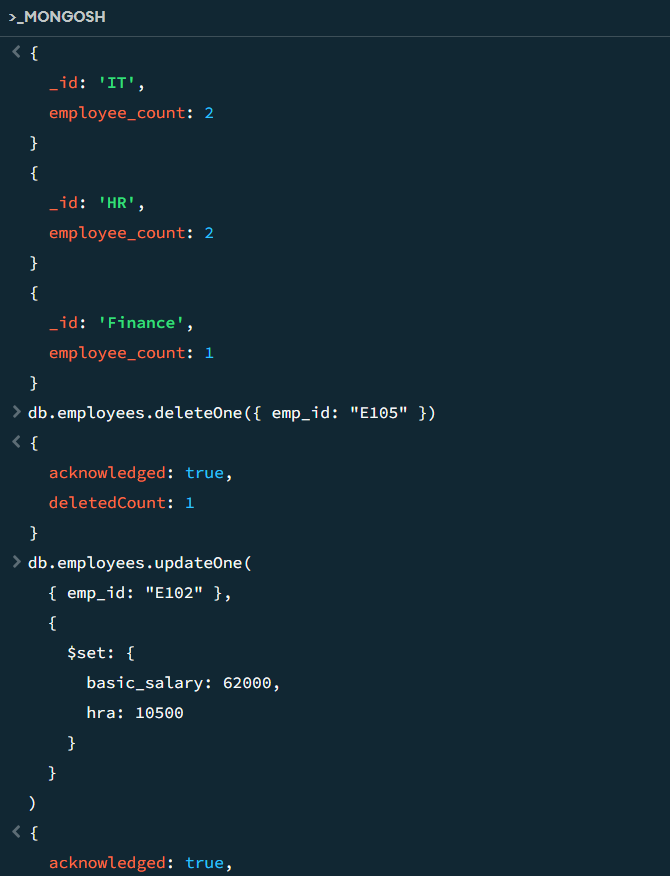 >_MONGOSH
{
_id: 'IT',
employee_count: 2
}
{
_id: 'HR',
employee_count: 2
}
{
_id: 'Finance',
employee_count: 1
}
> db.employees.deleteOne({ emp_id: "E105" })
< {
acknowledged: true,
deletedCount: 1
}
> db.employees.updateOne(
{ emp_id: "E102" },
{
$set: {
basic_salary: 62000,
hra: 10500
}
}
)
< {
acknowledged: true,